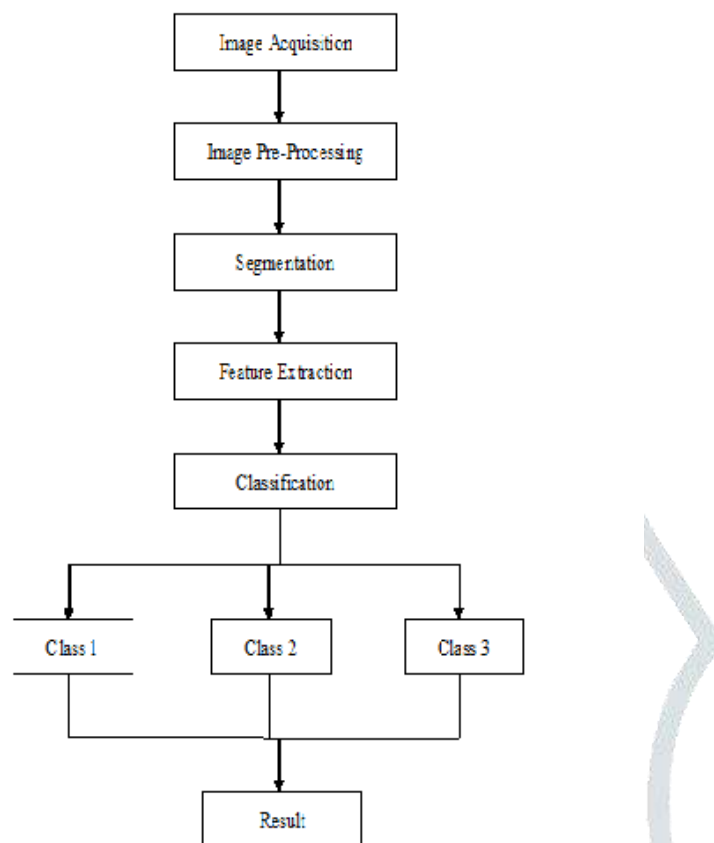 Image Acquisition
Image Pre-Processing
Segmentation
Feature Extraction
Classification
Class 1
Class 2
Class 3
Result